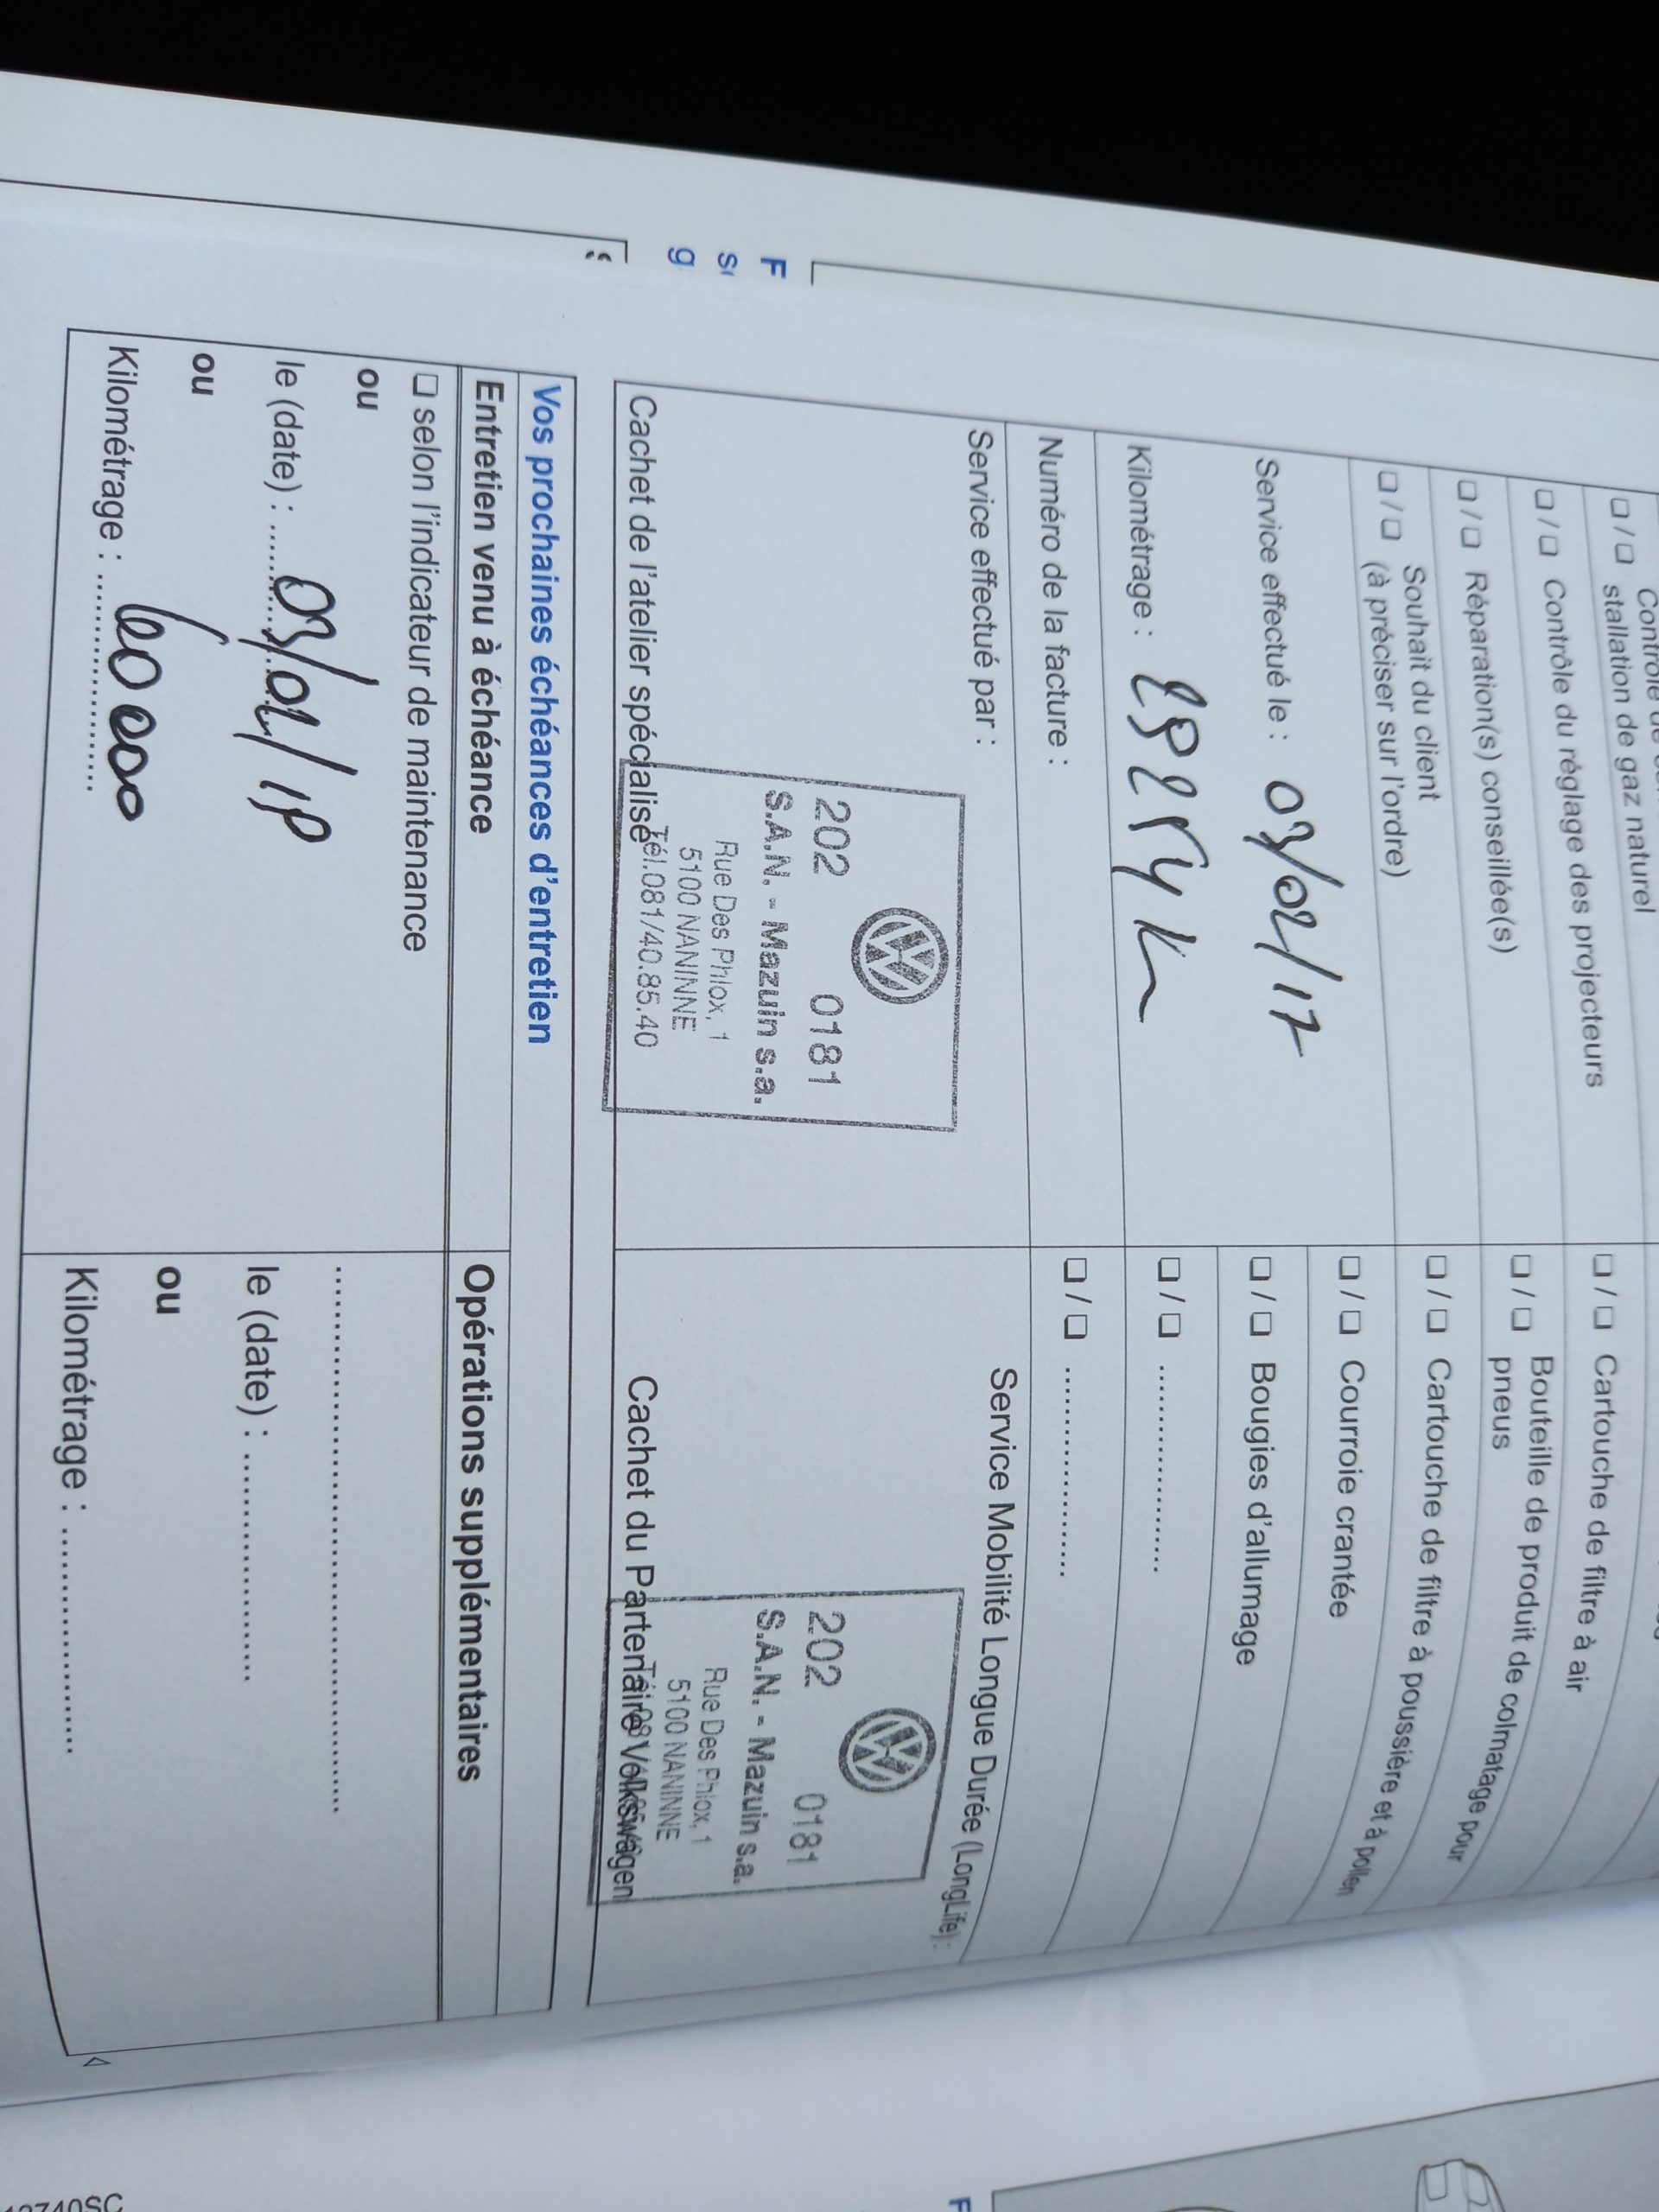 ❑ / ❑ stallation de gaz naturel
❑ / ❑ Contrôle du réglage des projecteurs
❑ / ❑ Réparation(s) conseillée(s)
❑ / ❑ Souhait du client
(à préciser sur l'ordre)
Service effectué le : 03/02/17
Kilométrage :
Numéro de la facture :
Service effectué par :
202 0181
S.A.N. - Mazuin s.a.
Rue Des Phlox, 1
5100 NANINNE
Tél.081/40.85.40
Cachet de l'atelier spécialisé
❑ / ❑ Cartouche de filtre à air
❑ / ❑ Bouteille de produit de colmatage pour
pneus
❑ / ❑ Cartouche de filtre à poussière et à pollen
❑ / ❑ Courroie crantée
❑ / ❑ Bougies d'allumage
❑ / ❑ ................
❑ / ❑ ................
Service Mobilité Longue Durée (LongLife) :
202 0181
S.A.N. - Mazuin s.a.
Rue Des Phlox, 1
5100 NANINNE
Cachet du Partenaire Volkswagen
Vos prochaines échéances d'entretien
Entretien venu à échéance
❑ selon l'indicateur de maintenance
ou
le (date) : 03/02/19
ou
Kilométrage : 60 000
Opérations supplémentaires
le (date) : ................
ou
Kilométrage : ................